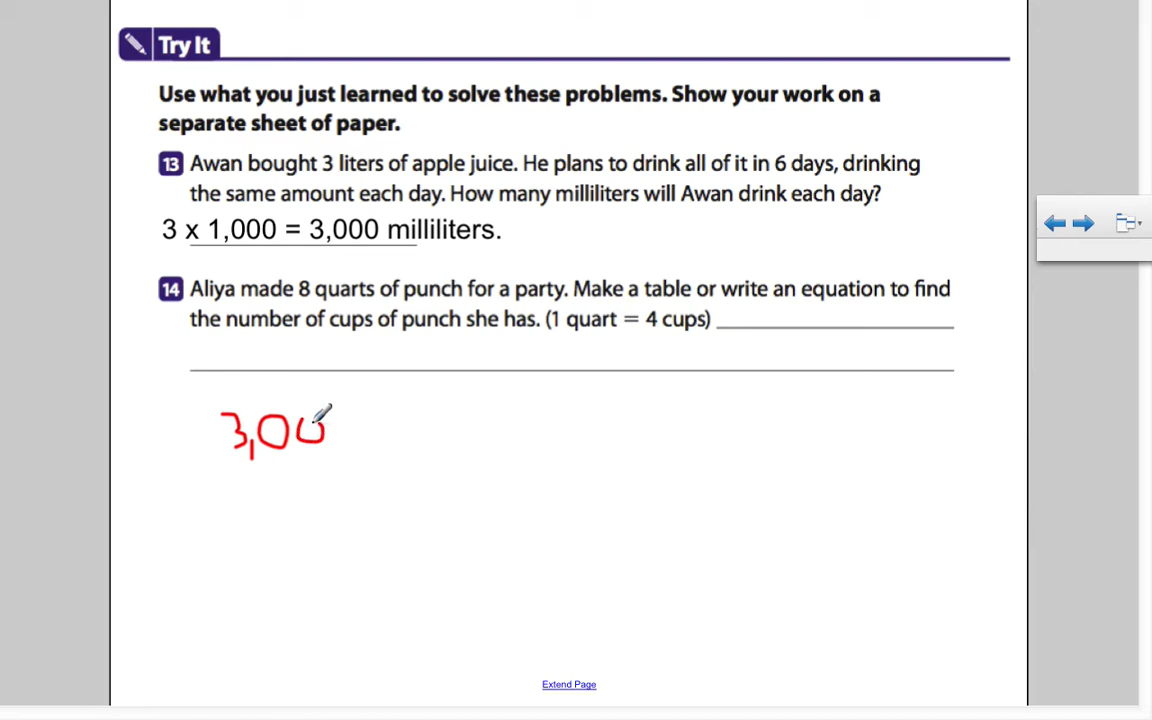 Try It
Use what you just learned to solve these problems. Show your work on a
separate sheet of paper.
13 Awan bought 3 liters of apple juice. He plans to drink all of it in 6 days, drinking
the same amount each day. How many milliliters will Awan drink each day?
3 x 1,000 = 3,000 milliliters.
14 Aliya made 8 quarts of punch for a party. Make a table or write an equation to find
the number of cups of punch she has. (1 quart = 4 cups)
3,00
Extend Page